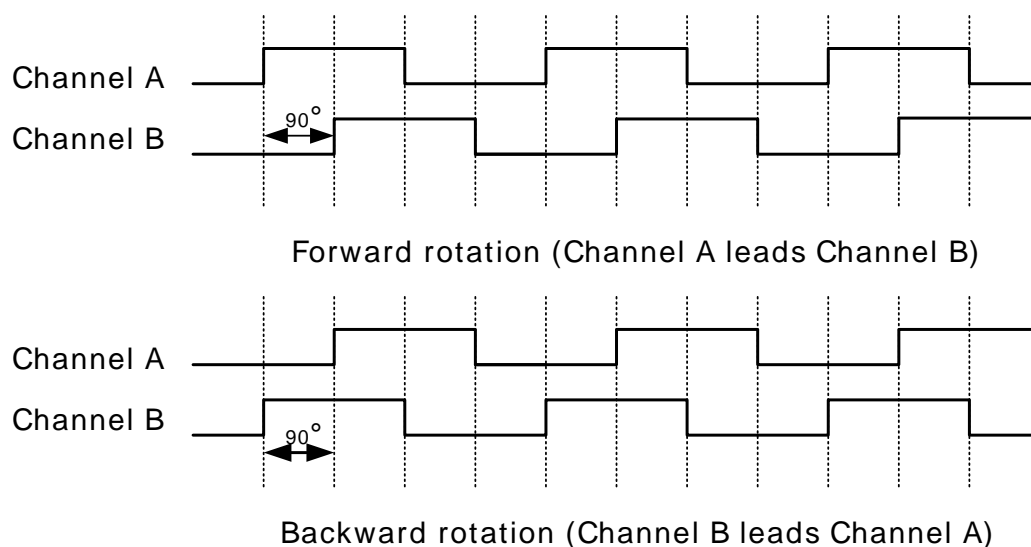 Channel A
90°
Channel B
Forward rotation (Channel A leads Channel B)
Channel A
Channel B
90°
Backward rotation (Channel B leads Channel A)